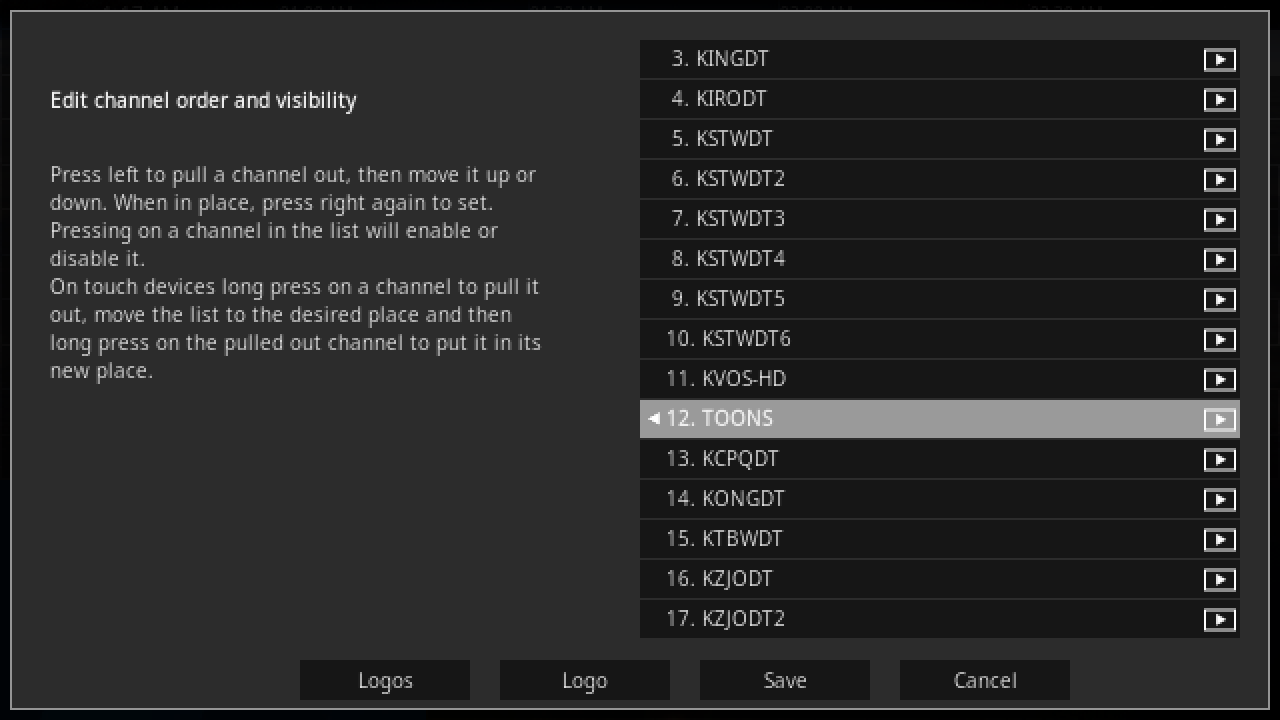 Edit channel order and visibility
Press left to pull a channel out, then move it up or
down. When in place, press right again to set.
Pressing on a channel in the list will enable or
disable it.
On touch devices long press on a channel to pull it
out, move the list to the desired place and then
long press on the pulled out channel to put it in its
new place.
3. KINGDT
4. KIRODT
5. KSTWDT
6. KSTWDT2
7. KSTWDT3
8. KSTWDT4
9. KSTWDT5
10. KSTWDT6
11. KVOS-HD
12. TOONS
13. KCPQDT
14. KONGDT
15. KTBWDT
16. KZJODT
17. KZJODT2
Logos
Logo
Save
Cancel